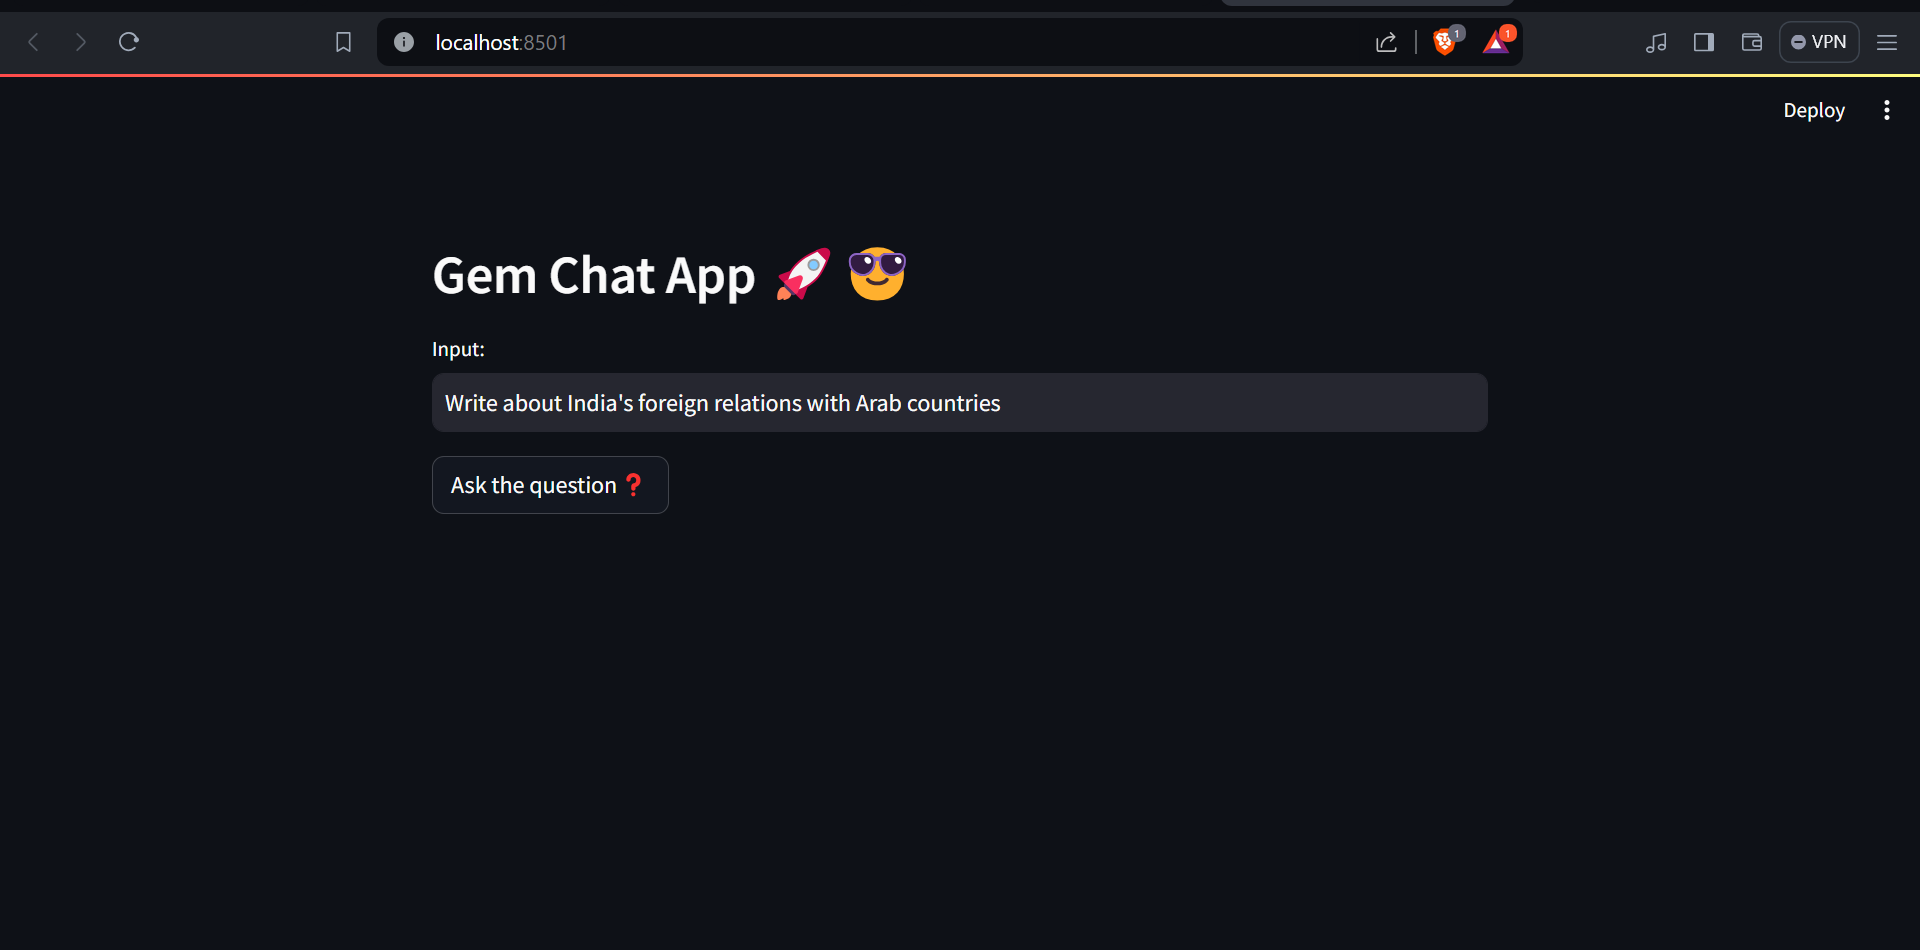 localhost:8501
1
1
VPN
Deploy
Gem Chat App 🚀 😎
Input:
Write about India's foreign relations with Arab countries
Ask the question ❓